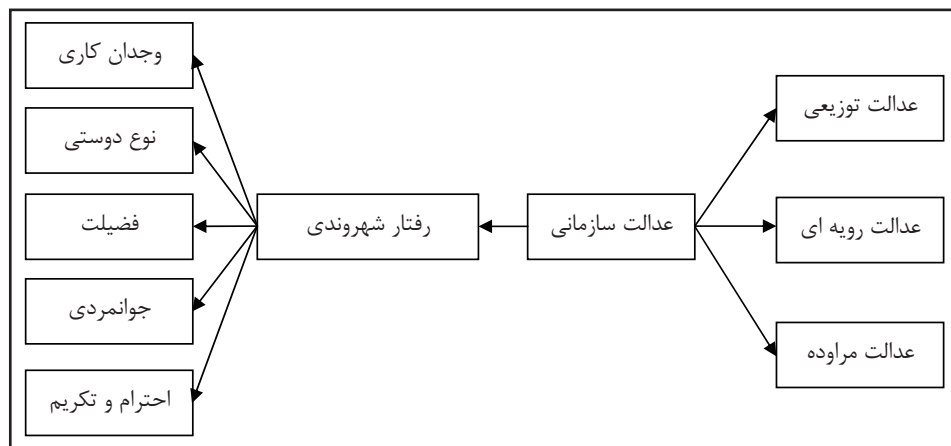 عدالت توزیعی
عدالت رویه ای
عدالت مراوده
عدالت سازمانی
رفتار شهروندی
وجدان کاری
نوع دوستی
فضیلت
جوانمردی
احترام و تکریم